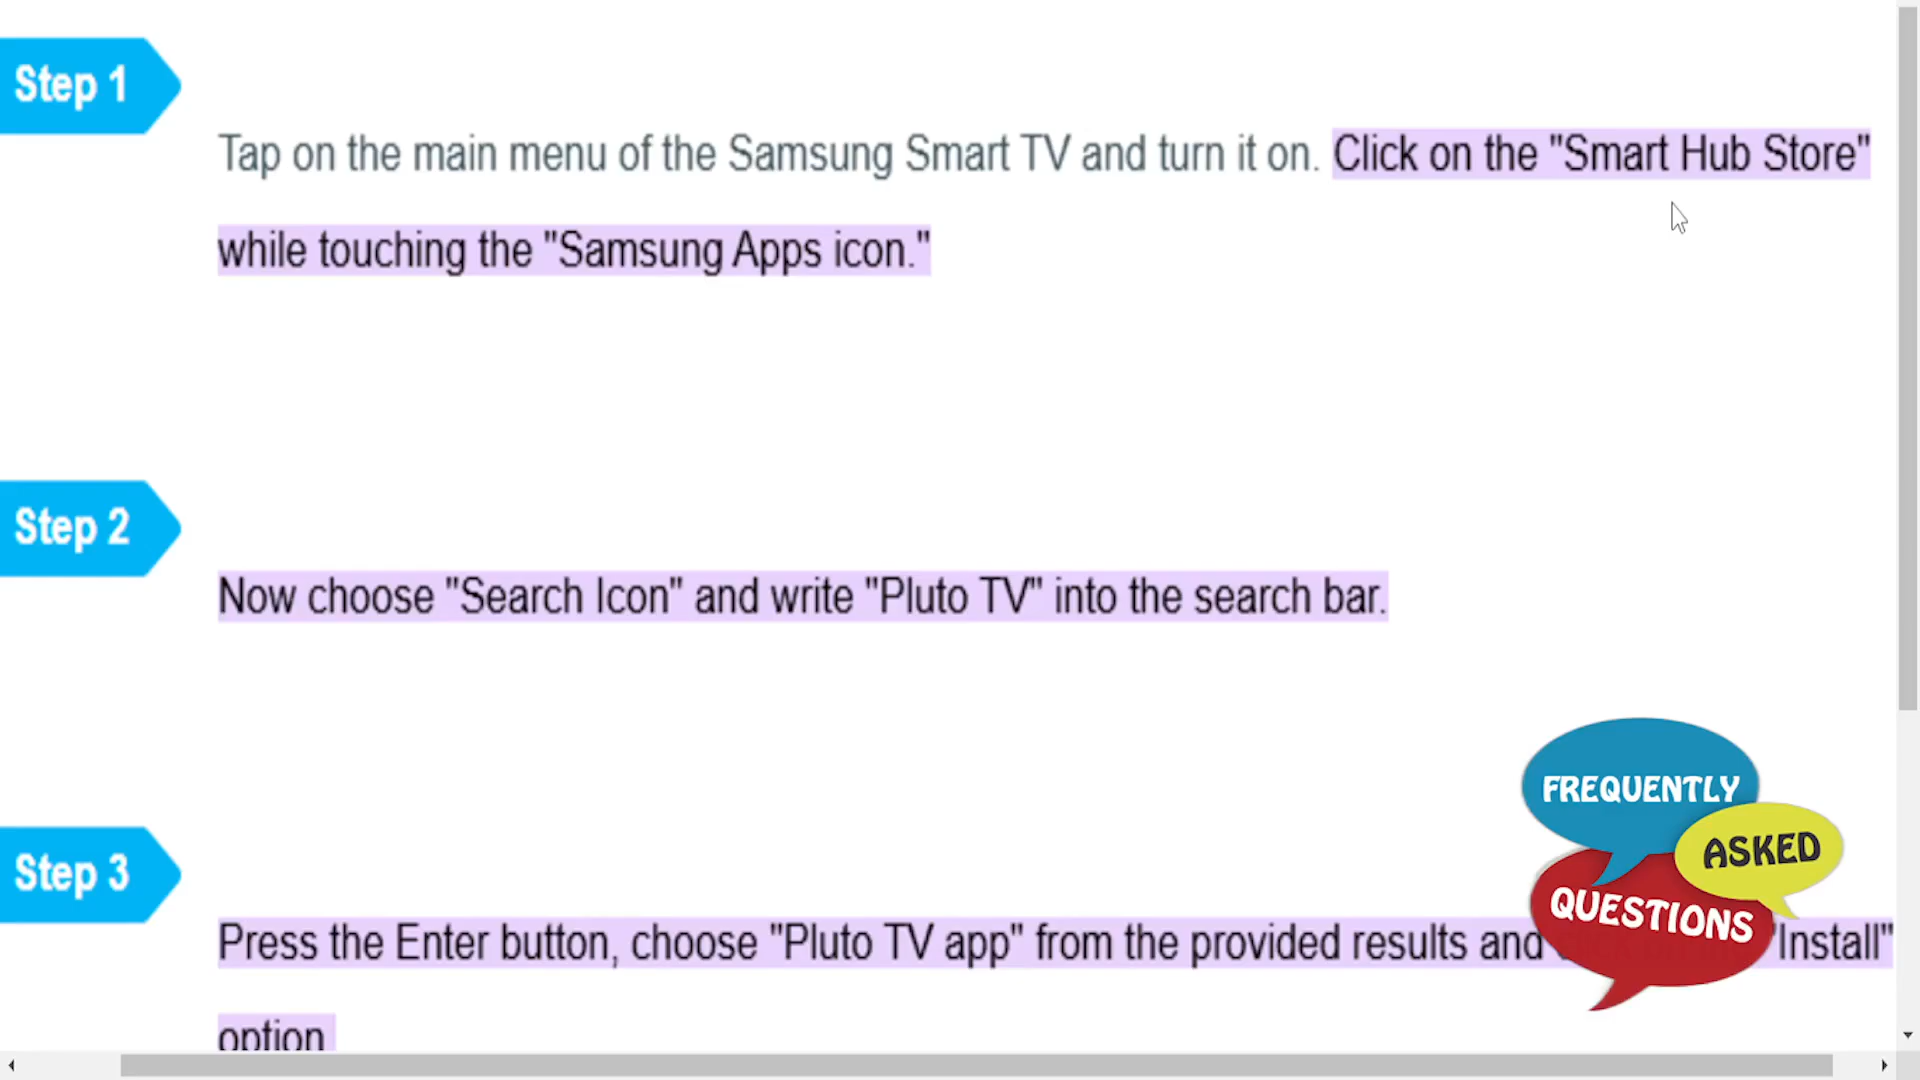 Step 1
Tap on the main menu of the Samsung Smart TV and turn it on. Click on the "Smart Hub Store"
while touching the "Samsung Apps icon."
Step 2
Now choose "Search Icon" and write "Pluto TV" into the search bar.
Step 3
Press the Enter button, choose "Pluto TV app" from the provided results and "Install"
option
FREQUENTLY
ASKED
QUESTIONS